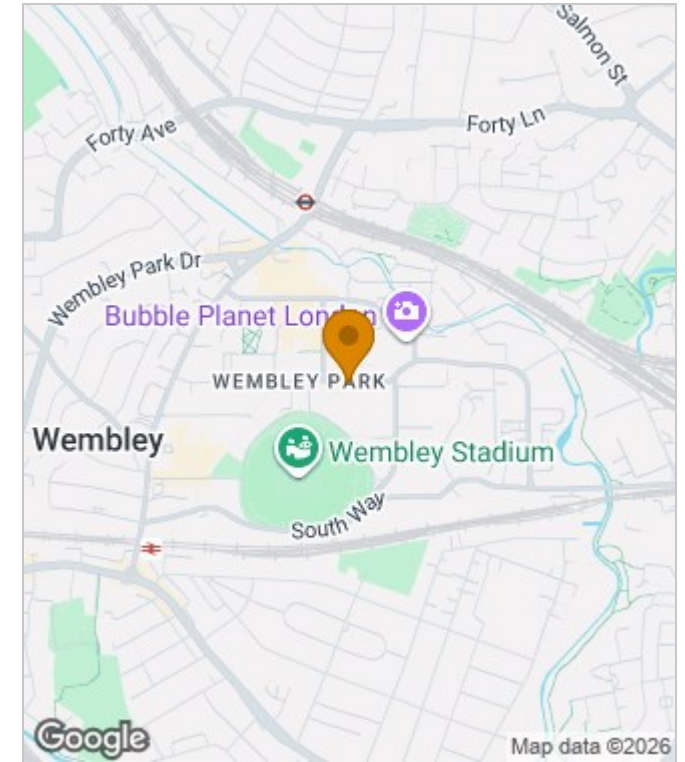 Salmon St
Forty Ave
Forty Ln
Wembley Park Dr
Bubble Planet London
WEMBLEY PARK
Wembley
Wembley Stadium
South Way
Google
Map data ©2026